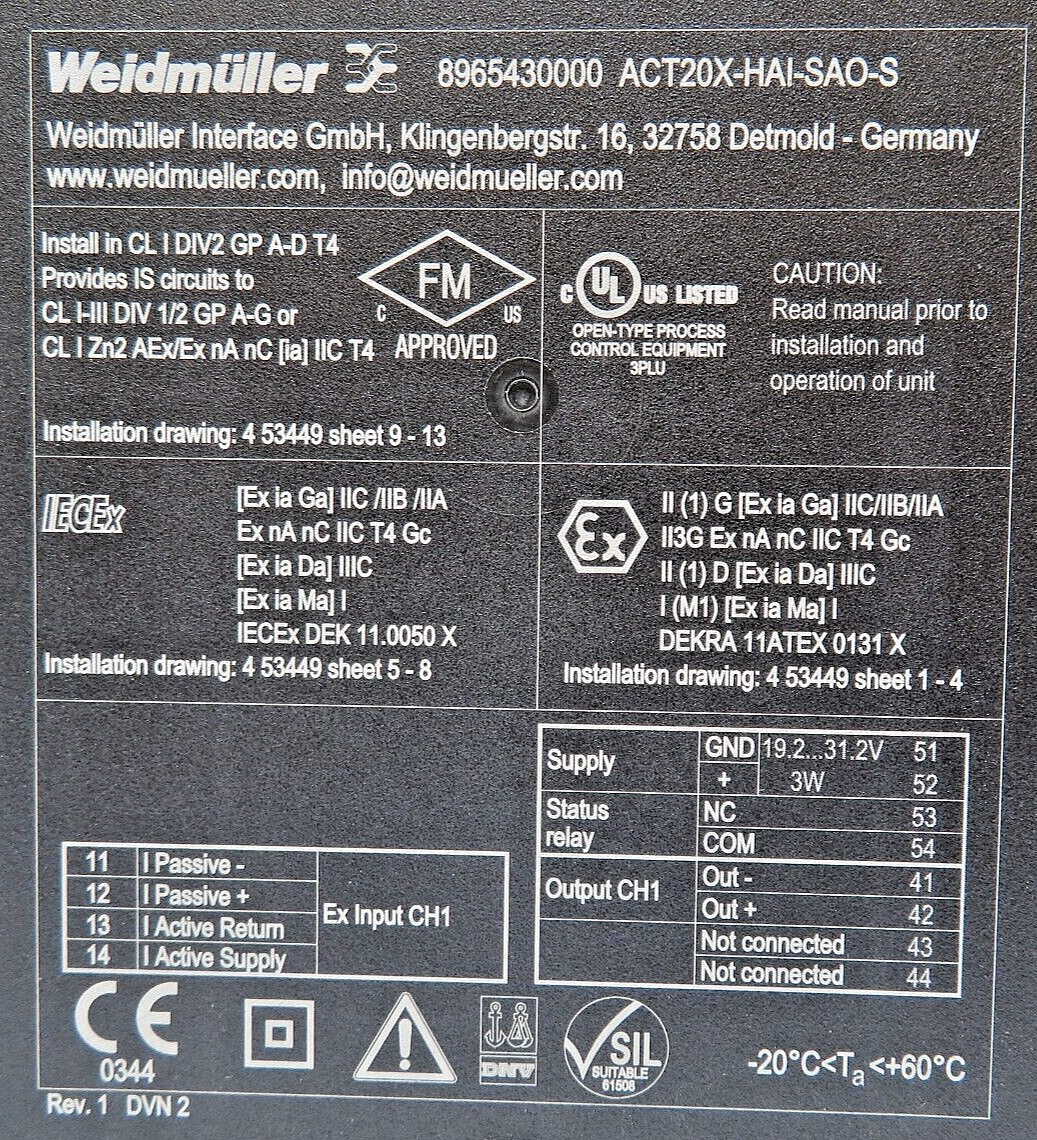 Weidmüller 8965430000 ACT20X-HAI-SAO-S
Weidmüller Interface GmbH, Klingenbergstr. 16, 32758 Detmold - Germany
www.weidmueller.com, info@weidmueller.com
Install in CL I DIV2 GP A-D T4
Provides IS circuits to
CL I-III DIV 1/2 GP A-G or
CL I Zn2 AEx/Ex nA nC [ia] IIC T4
FM
C US
APPROVED
Installation drawing: 4 53449 sheet 9 - 13
C UL US LISTED
OPEN-TYPE PROCESS
CONTROL EQUIPMENT
3PLU
CAUTION:
Read manual prior to
installation and
operation of unit
IECEx
[Ex ia Ga] IIC /IIB /IIA
Ex nA nC IIC T4 Gc
[Ex ia Da] IIIC
[Ex ia Ma] I
IECEx DEK 11.0050 X
Installation drawing: 4 53449 sheet 5 - 8
Ex
II (1) G [Ex ia Ga] IIC/IIB/IIA
II3G Ex nA nC IIC T4 Gc
II (1) D [Ex ia Da] IIIC
I (M1) [Ex ia Ma] I
DEKRA 11ATEX 0131 X
Installation drawing: 4 53449 sheet 1 - 4
11 I Passive -
12 I Passive +
13 I Active Return
14 I Active Supply
Ex Input CH1
Supply GND 19.2...31.2V 51
+ 3W 52
Status relay NC 53
COM 54
Output CH1 Out - 41
Out + 42
Not connected 43
Not connected 44
CE
0344
DNV
SIL
SUITABLE
61508
-20°C<Ta<+60°C
Rev. 1 DVN 2